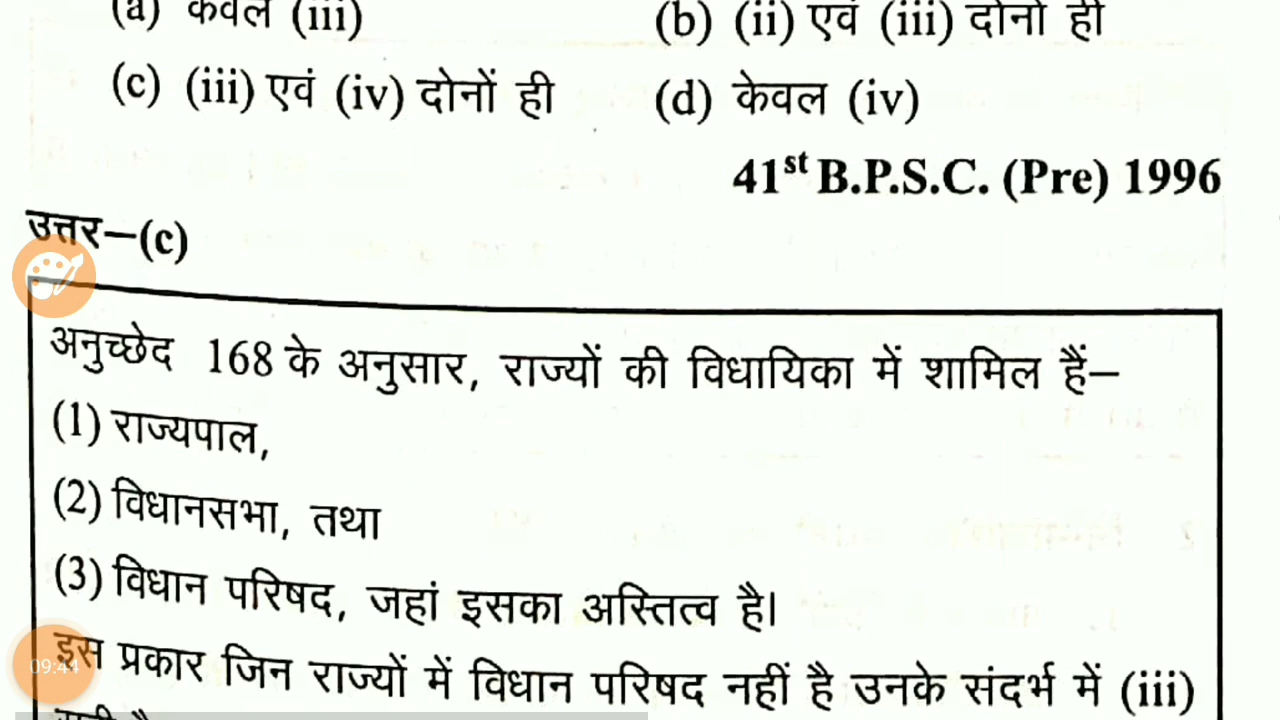 (a) केवल (iii) (b) (ii) एवं (iii) दोनों ही
(c) (iii) एवं (iv) दोनों ही (d) केवल (iv)
41st B.P.S.C. (Pre) 1996
उत्तर–(c)
अनुच्छेद 168 के अनुसार, राज्यों की विधायिका में शामिल हैं–
(1) राज्यपाल,
(2) विधानसभा, तथा
(3) विधान परिषद, जहां इसका अस्तित्व है।
इस प्रकार जिन राज्यों में विधान परिषद नहीं है उनके संदर्भ में (iii)
09:44